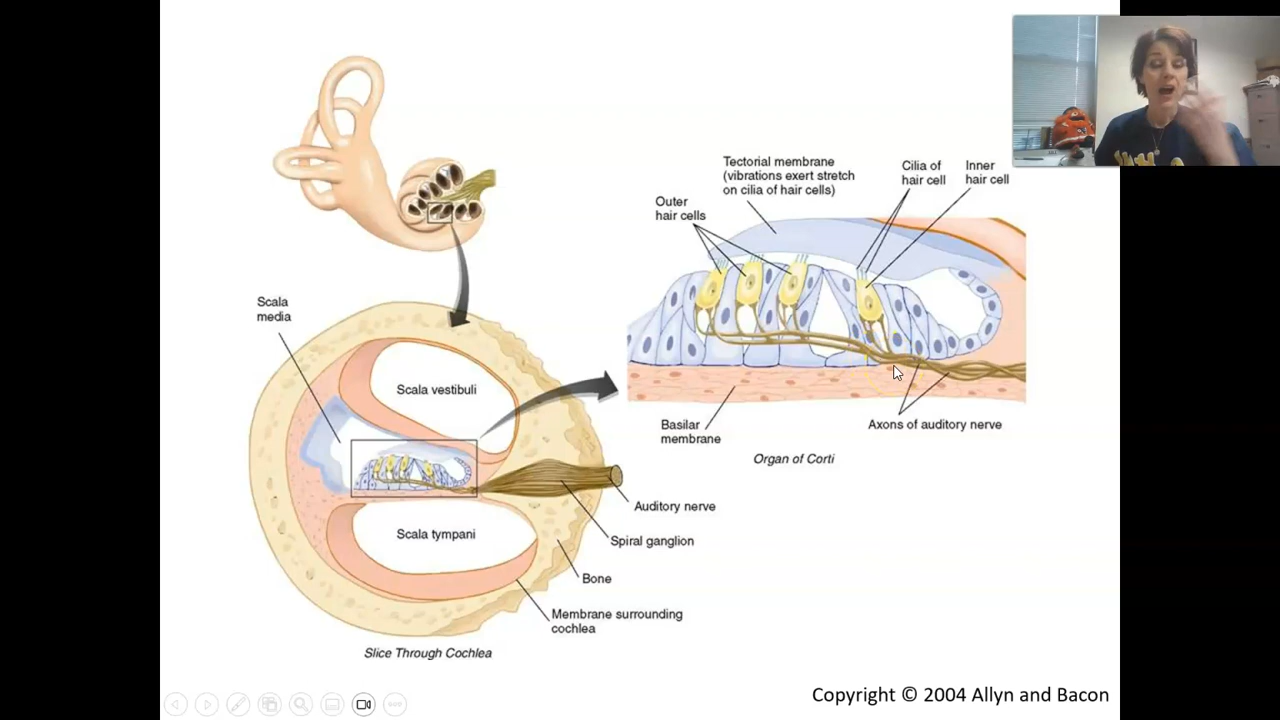 Tectorial membrane
(vibrations exert stretch
on cilia of hair cells)
Cilia of
hair cell
Inner
hair cell
Outer
hair cells
Scala
media
Scala vestibuli
Basilar
membrane
Axons of auditory nerve
Organ of Corti
Auditory nerve
Scala tympani
Spiral ganglion
Bone
Membrane surrounding
cochlea
Slice Through Cochlea
Copyright © 2004 Allyn and Bacon